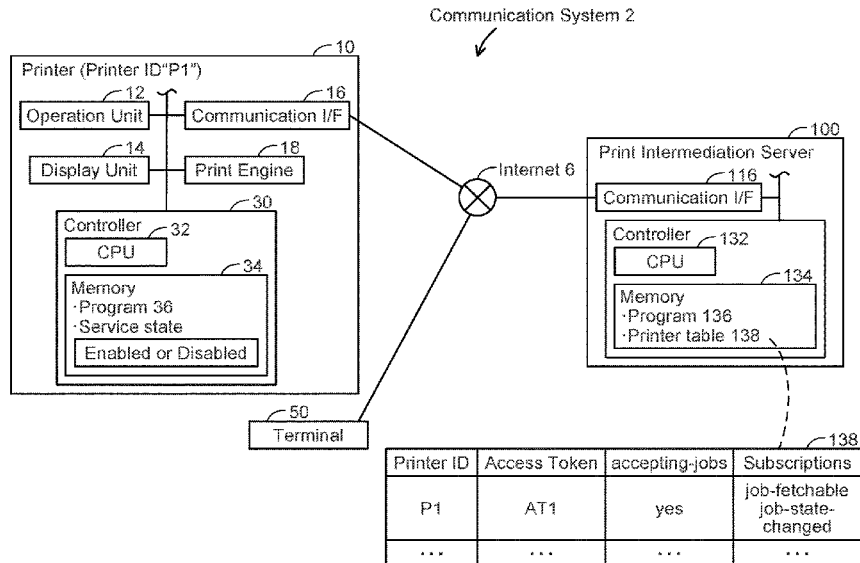 Communication System 2
10
Printer (Printer ID"P1")
12
Operation Unit
16
Communication I/F
14
Display Unit
18
Print Engine
30
Controller
32
CPU
34
Memory
·Program 36
·Service state
Enabled or Disabled
Internet 6
50
Terminal
100
Print Intermediation Server
116
Communication I/F
Controller
132
CPU
134
Memory
·Program 136
·Printer table 138
138
Printer ID Access Token accepting-jobs Subscriptions
P1 AT1 yes job-fetchable
job-state-
changed
... ... ... ...